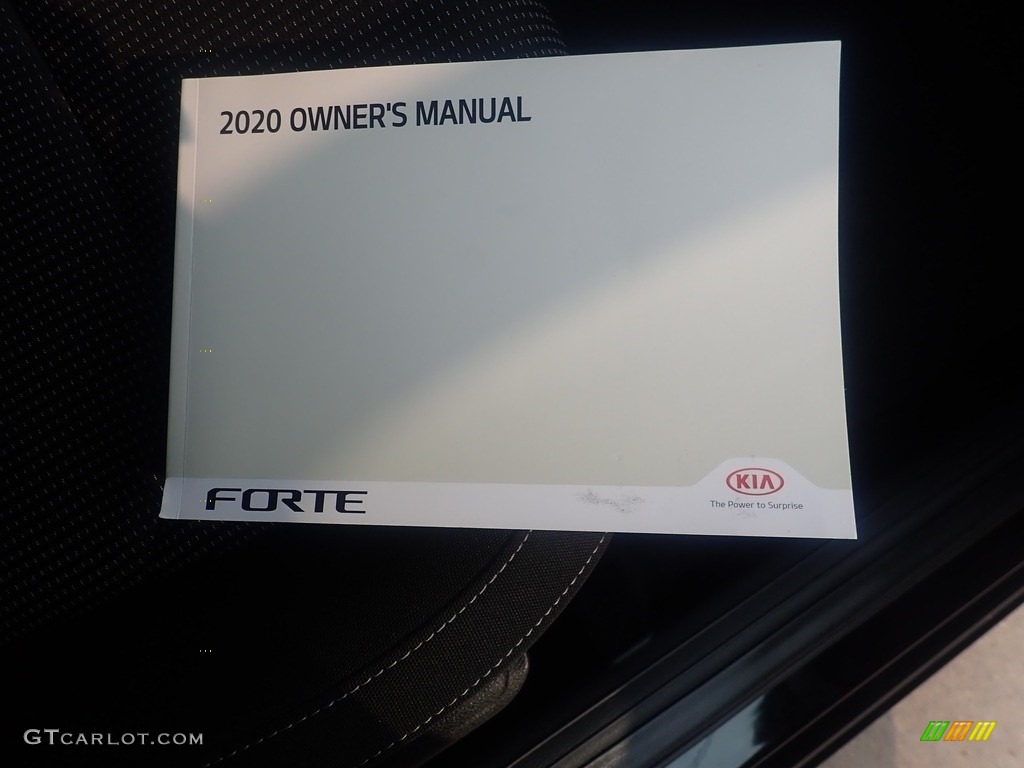 2020 OWNER'S MANUAL
FORTE
KIA
The Power to Surprise
GTCARLOT.COM